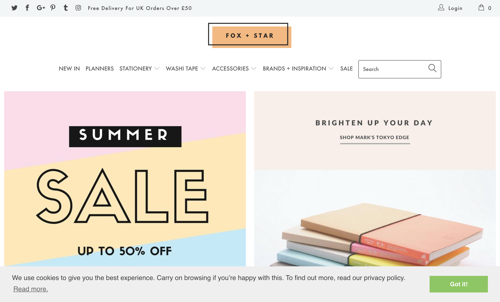 Free Delivery For UK Orders Over £50
Login
0
FOX + STAR
NEW IN PLANNERS STATIONERY WASHI TAPE ACCESSORIES BRANDS + INSPIRATION SALE Search
SUMMER
SALE
UP TO 50% OFF
BRIGHTEN UP YOUR DAY
SHOP MARK'S TOKYO EDGE
We use cookies to give you the best experience. Carry on browsing if you're happy with this. To find out more, read our privacy policy.
Read more.
Got it!